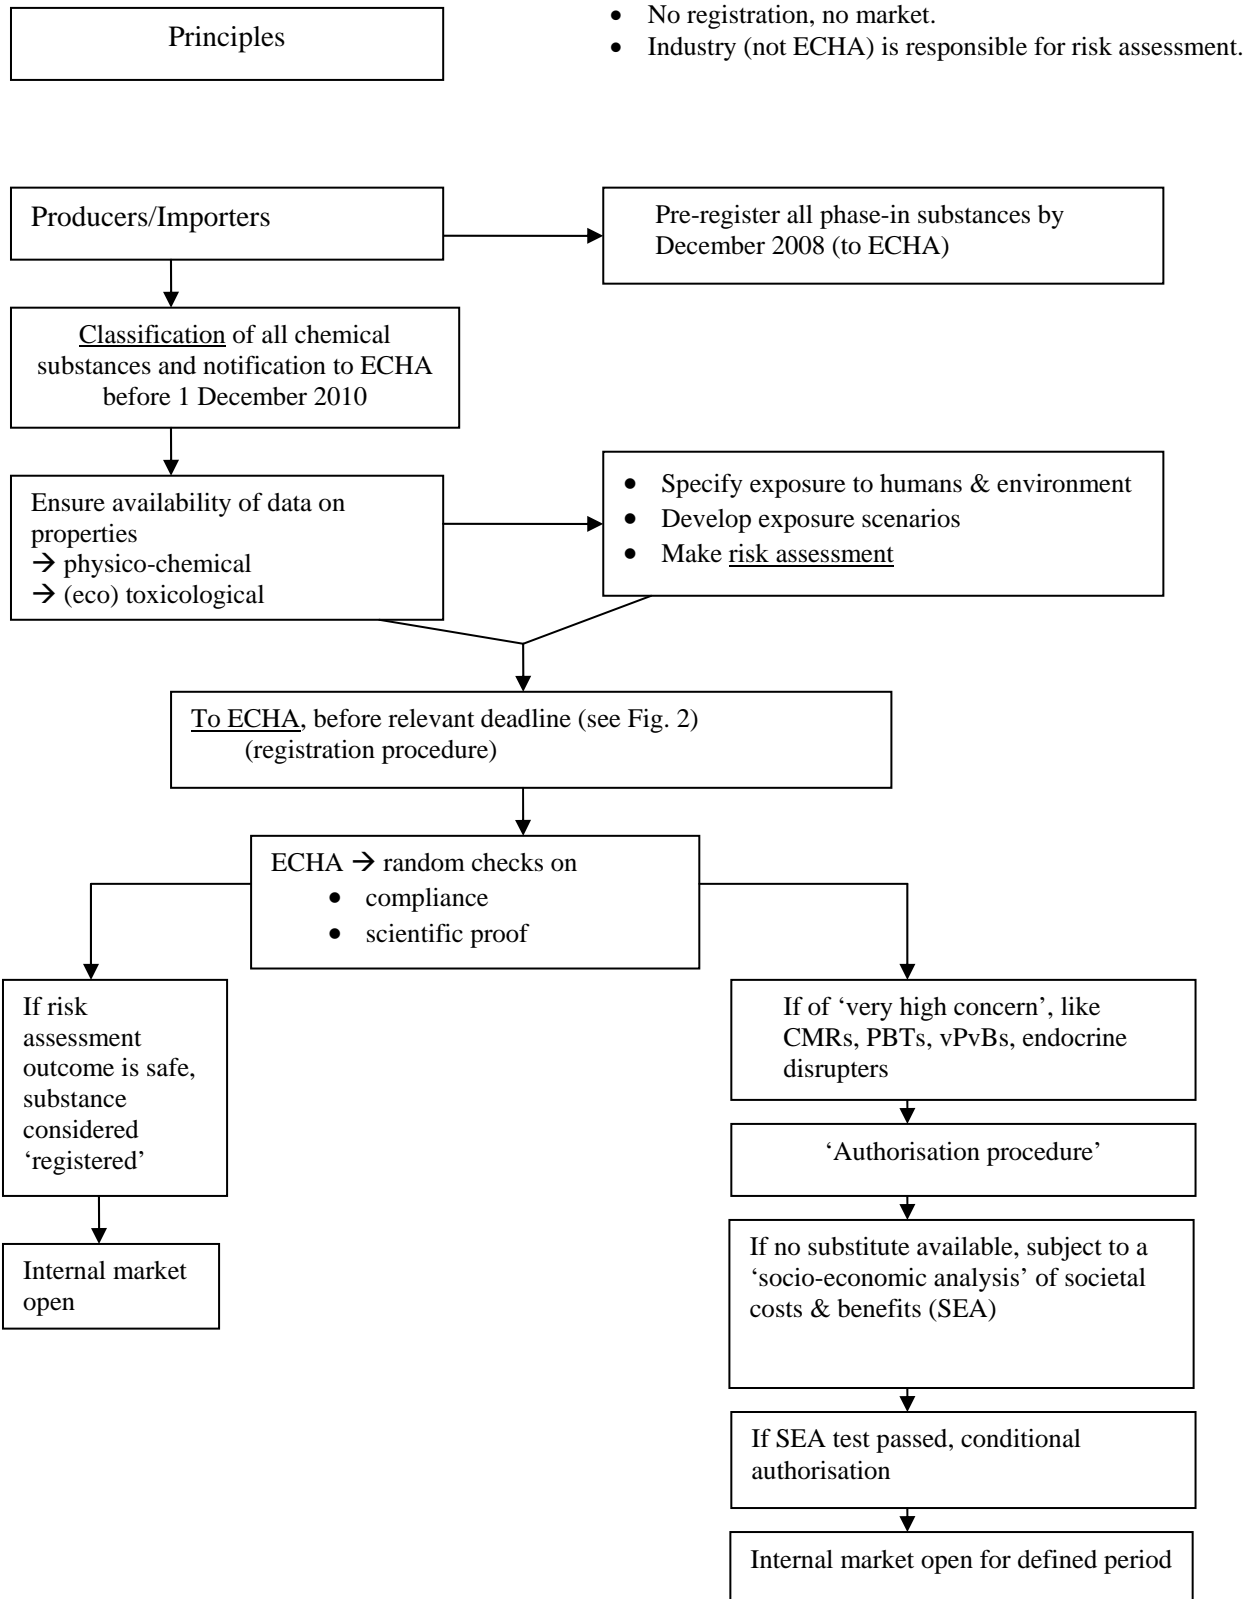 Principles
• No registration, no market.
• Industry (not ECHA) is responsible for risk assessment.
Producers/Importers
Pre-register all phase-in substances by
December 2008 (to ECHA)
Classification of all chemical
substances and notification to ECHA
before 1 December 2010
Ensure availability of data on
properties
→ physico-chemical
→ (eco) toxicological
• Specify exposure to humans & environment
• Develop exposure scenarios
• Make risk assessment
To ECHA, before relevant deadline (see Fig. 2)
(registration procedure)
ECHA → random checks on
• compliance
• scientific proof
If risk
assessment
outcome is safe,
substance
considered
‘registered’
Internal market
open
If of ‘very high concern’, like
CMRs, PBTs, vPvBs, endocrine
disrupters
‘Authorisation procedure’
If no substitute available, subject to a
‘socio-economic analysis’ of societal
costs & benefits (SEA)
If SEA test passed, conditional
authorisation
Internal market open for defined period